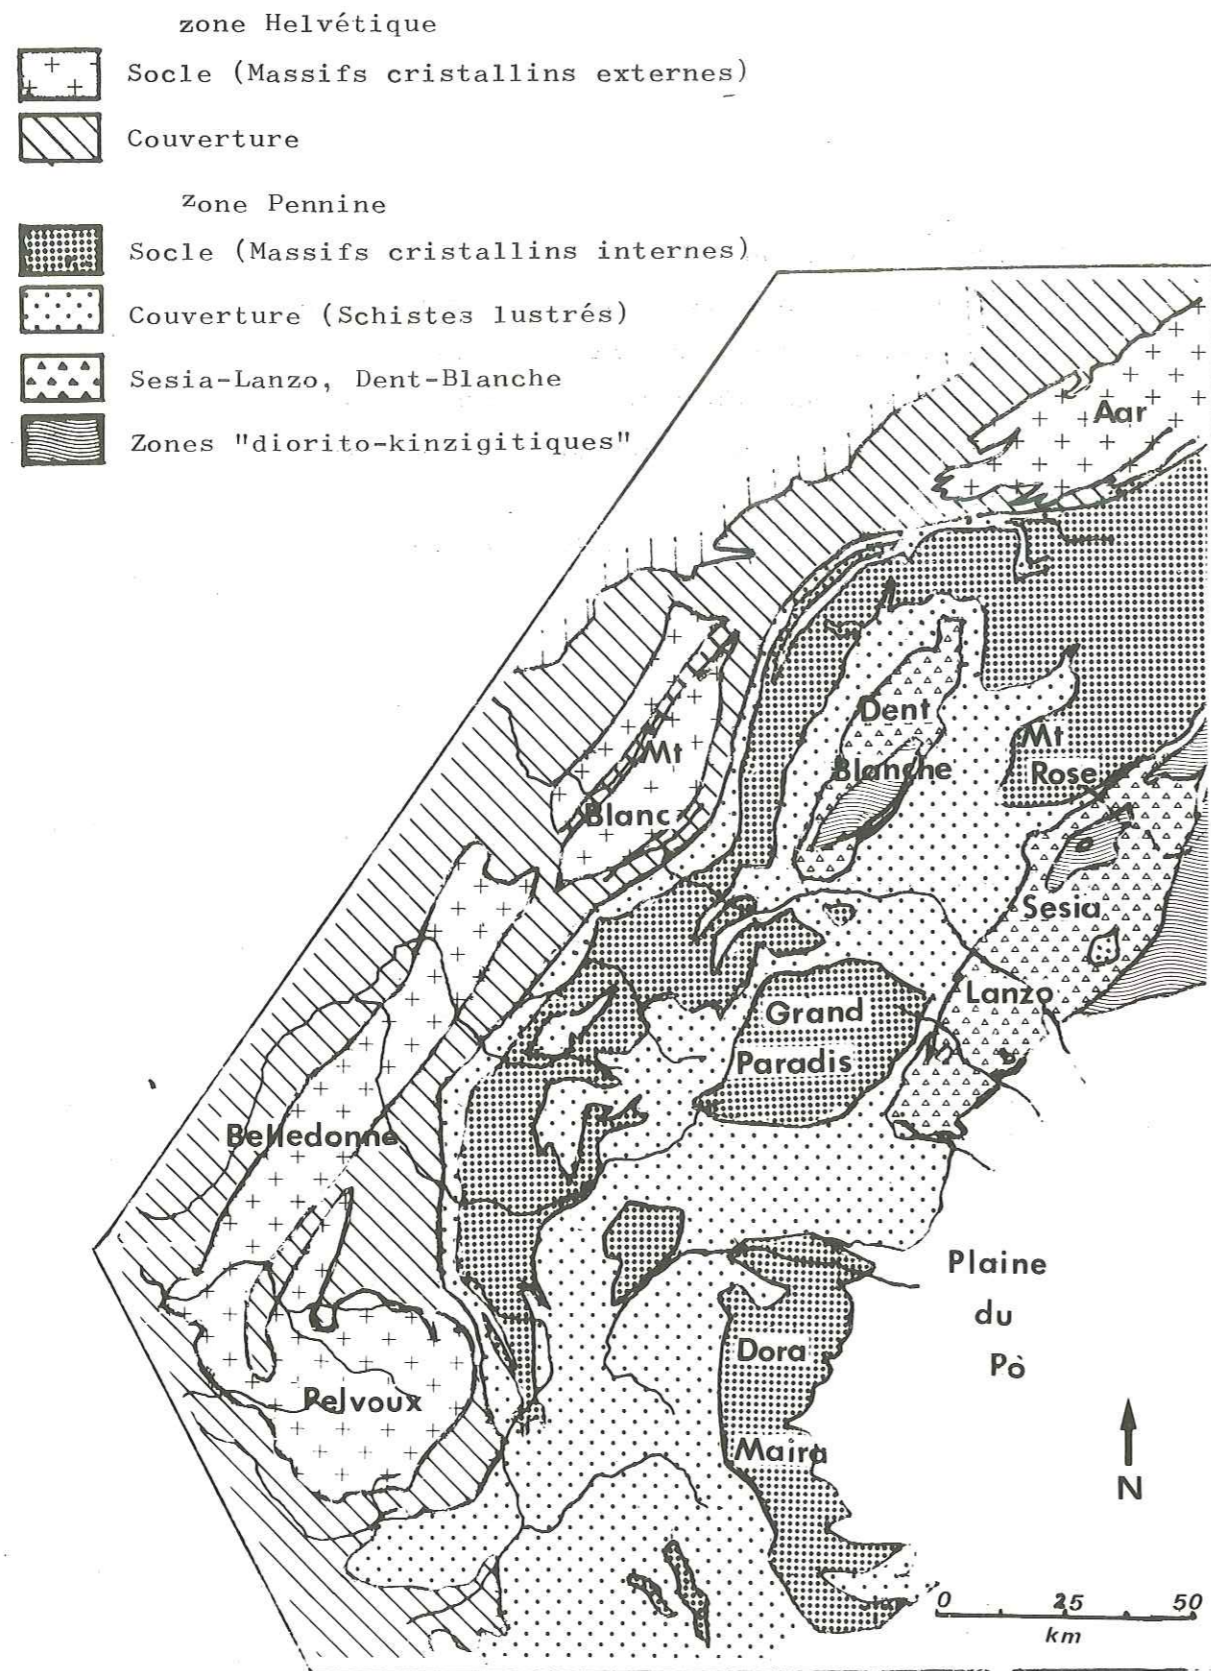 zone Helvétique
Socle (Massifs cristallins externes)
Couverture
zone Pennine
Socle (Massifs cristallins internes)
Couverture (Schistes lustrés)
Sesia-Lanzo, Dent-Blanche
Zones "diorito-kinzigitiques"
Aar
Dent
Blanche
Mt
Rose
Mt
Blanc
Sesia
Lanzo
Grand
Paradis
Belledonne
Plaine
du
Pò
Dora
Maira
Pelvoux
N
0 25 50
km